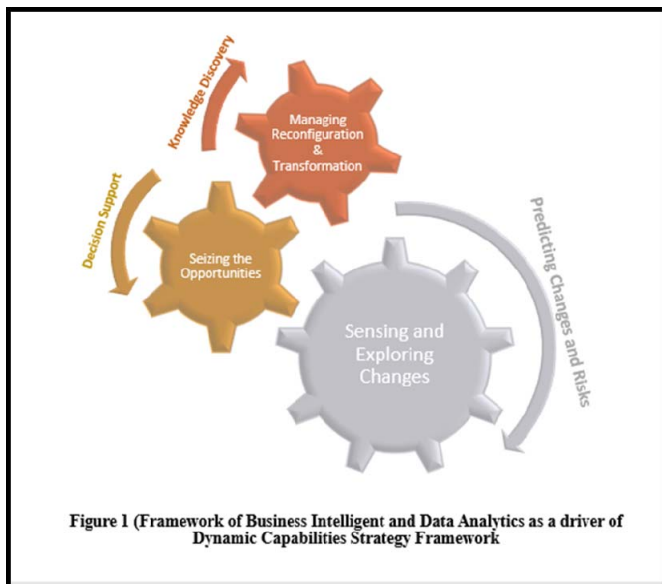 Knowledge Discovery
Managing
Reconfiguration
&
Transformation
Decision Support
Seizing the
Opportunities
Predicting Changes and Risks
Sensing and
Exploring
Changes
Figure 1 (Framework of Business Intelligent and Data Analytics as a driver of
Dynamic Capabilities Strategy Framework